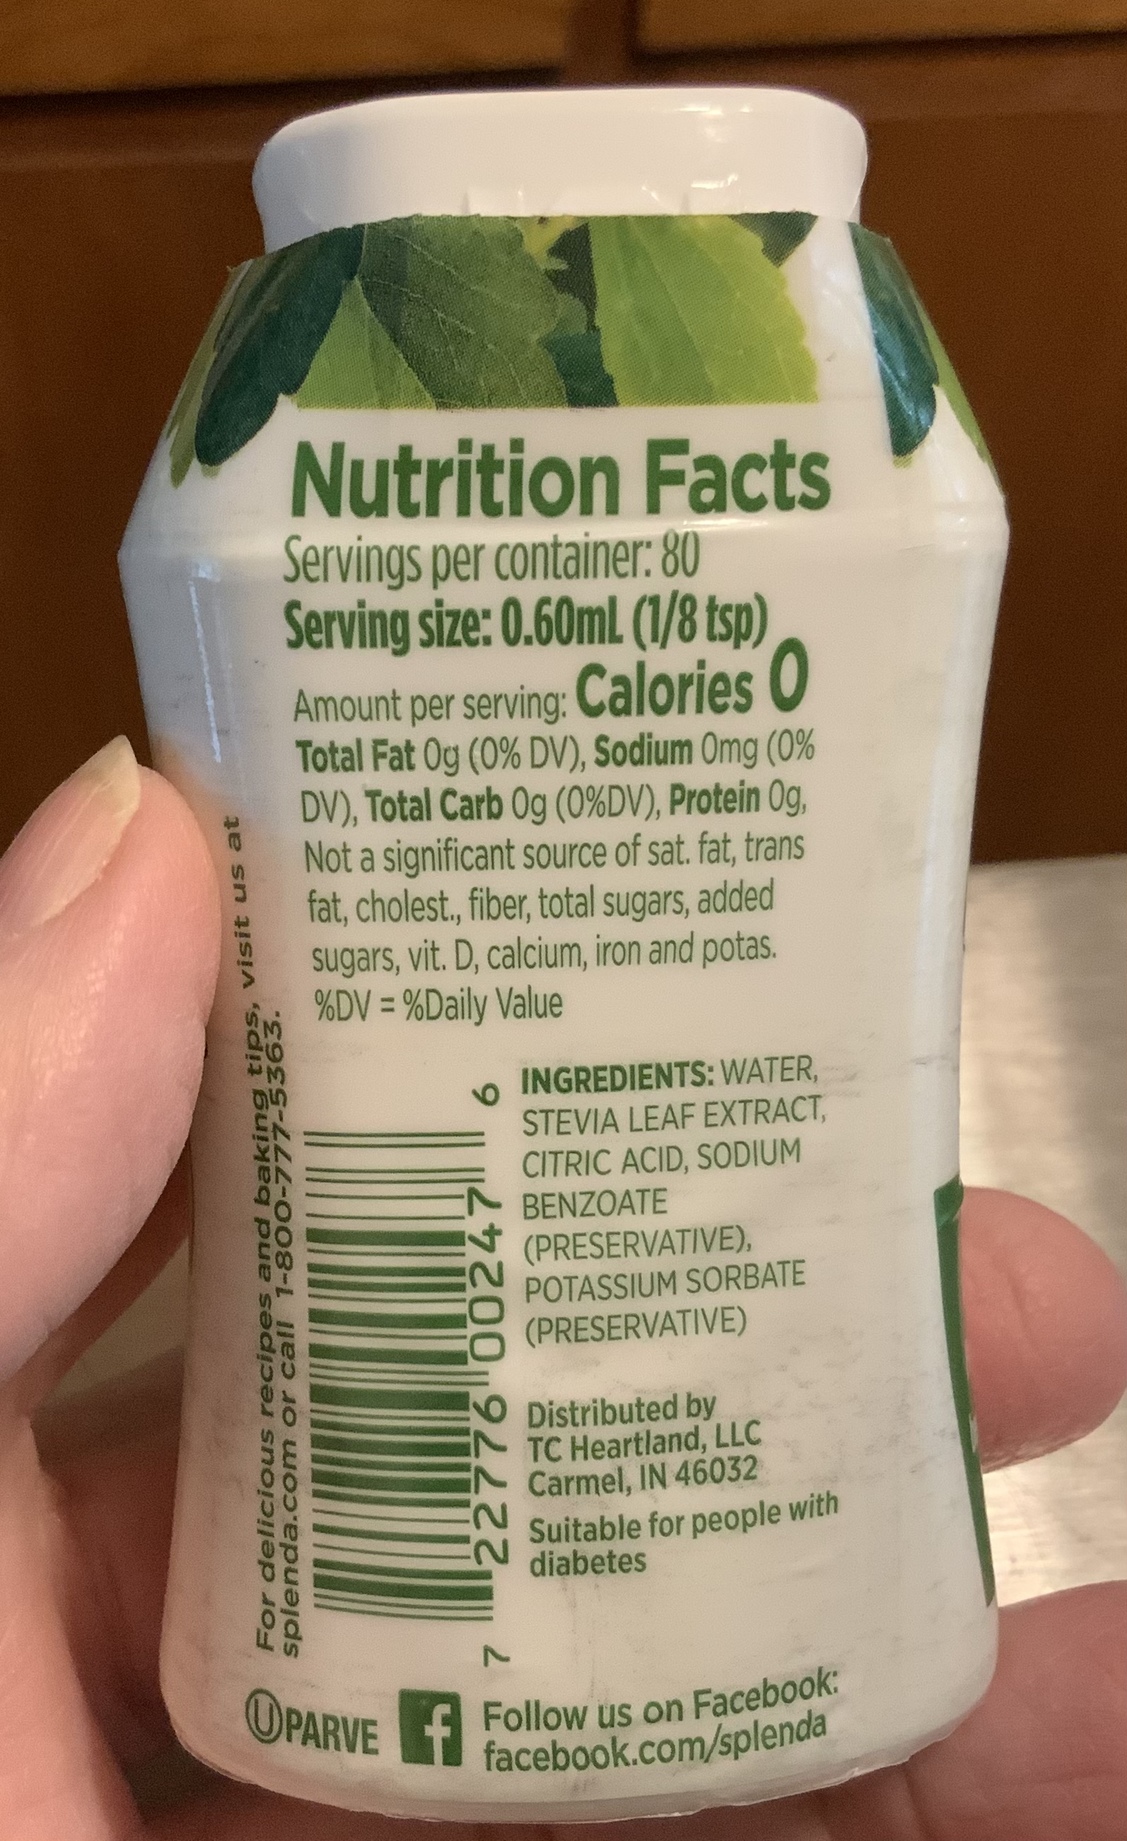 Nutrition Facts
Servings per container: 80
Serving size: 0.60mL (1/8 tsp)
Amount per serving: Calories 0
Total Fat 0g (0% DV), Sodium 0mg (0%
DV), Total Carb 0g (0%DV), Protein 0g,
Not a significant source of sat. fat, trans
fat, cholest., fiber, total sugars, added
sugars, vit. D, calcium, iron and potas.
%DV = %Daily Value
For delicious recipes and baking tips, visit us at
splenda.com or call 1-800-777-5363.
7 22776 00247 6
INGREDIENTS: WATER,
STEVIA LEAF EXTRACT,
CITRIC ACID, SODIUM
BENZOATE
(PRESERVATIVE),
POTASSIUM SORBATE
(PRESERVATIVE)
Distributed by
TC Heartland, LLC
Carmel, IN 46032
Suitable for people with
diabetes
U PARVE
f
Follow us on Facebook:
facebook.com/splenda